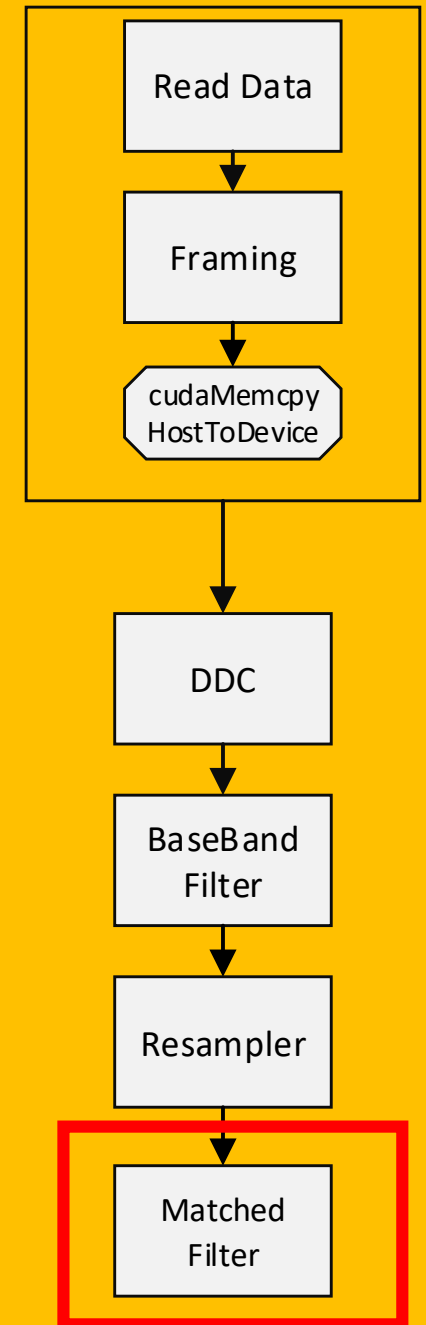 Read Data
Framing
cudaMemcpy
HostToDevice
DDC
BaseBand
Filter
Resampler
Matched
Filter